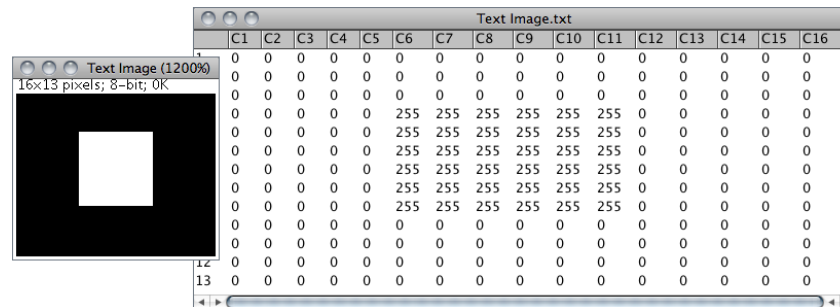 Text Image.txt
C1 C2 C3 C4 C5 C6 C7 C8 C9 C10 C11 C12 C13 C14 C15 C16
0 0 0 0 0 0 0 0 0 0 0 0 0 0 0 0
Text Image (1200%)
0 0 0 0 0 0 0 0 0 0 0 0 0 0 0 0
16x13 pixels; 8-bit; 0K
0 0 0 0 0 0 0 0 0 0 0 0 0 0 0 0
0 0 0 0 0 255 255 255 255 255 255 0 0 0 0 0
0 0 0 0 0 255 255 255 255 255 255 0 0 0 0 0
0 0 0 0 0 255 255 255 255 255 255 0 0 0 0 0
0 0 0 0 0 255 255 255 255 255 255 0 0 0 0 0
0 0 0 0 0 255 255 255 255 255 255 0 0 0 0 0
0 0 0 0 0 255 255 255 255 255 255 0 0 0 0 0
0 0 0 0 0 0 0 0 0 0 0 0 0 0 0 0
0 0 0 0 0 0 0 0 0 0 0 0 0 0 0 0
12 0 0 0 0 0 0 0 0 0 0 0 0 0 0 0 0
13 0 0 0 0 0 0 0 0 0 0 0 0 0 0 0 0